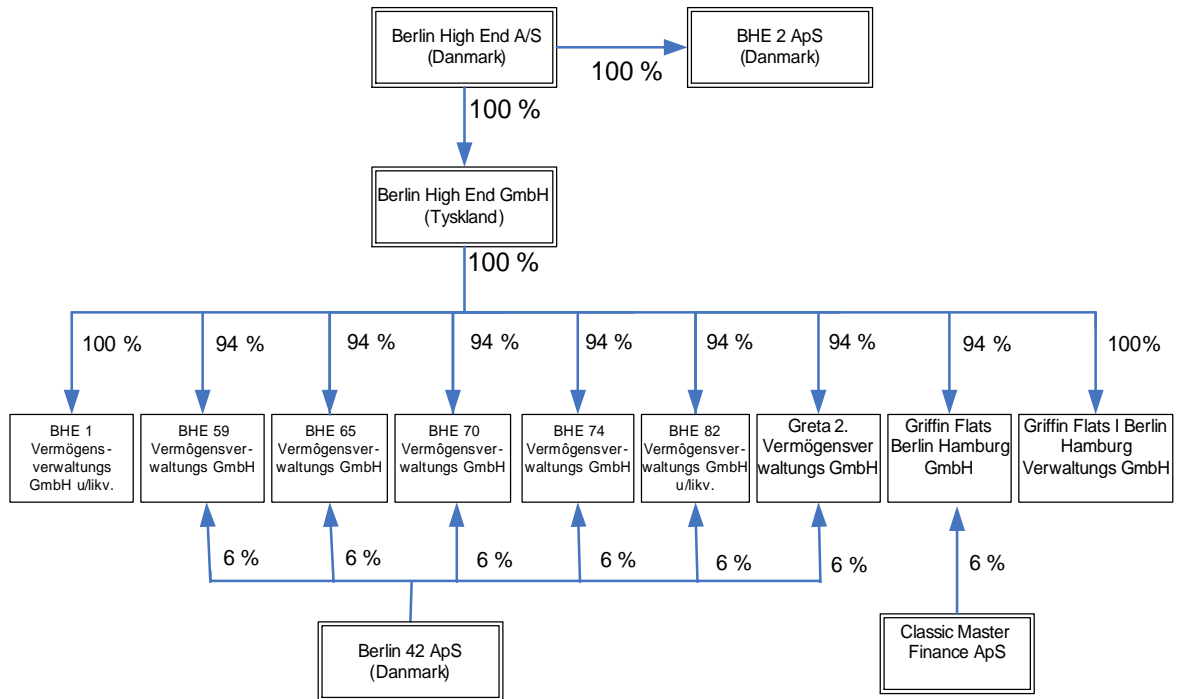 Berlin High End A/S
(Danmark)
BHE 2 ApS
(Danmark)
100 %
100 %
Berlin High End GmbH
(Tyskland)
100 %
100 %
94 %
94 %
94 %
94 %
94 %
94 %
94 %
100%
BHE 1
Vermögens-
verwaltungs
GmbH u/likv.
BHE 59
Vermôgensver-
waltungs GmbH
BHE 65
Vermôgensver-
waltungs GmbH
BHE 70
Vermôgensver-
waltungs GmbH
BHE 74
Vermôgensver-
waltungs GmbH
BHE 82
Vermôgensver-
waltungs GmbH
u/likv.
Greta 2.
Vermögensver
waltungs GmbH
Griffin Flats
Berlin Hamburg
GmbH
Griffin Flats I Berlin
Hamburg
Verwaltungs GmbH
6 %
6 %
6 %
6 %
6 %
6 %
6 %
Berlin 42 ApS
(Danmark)
Classic Master
Finance ApS